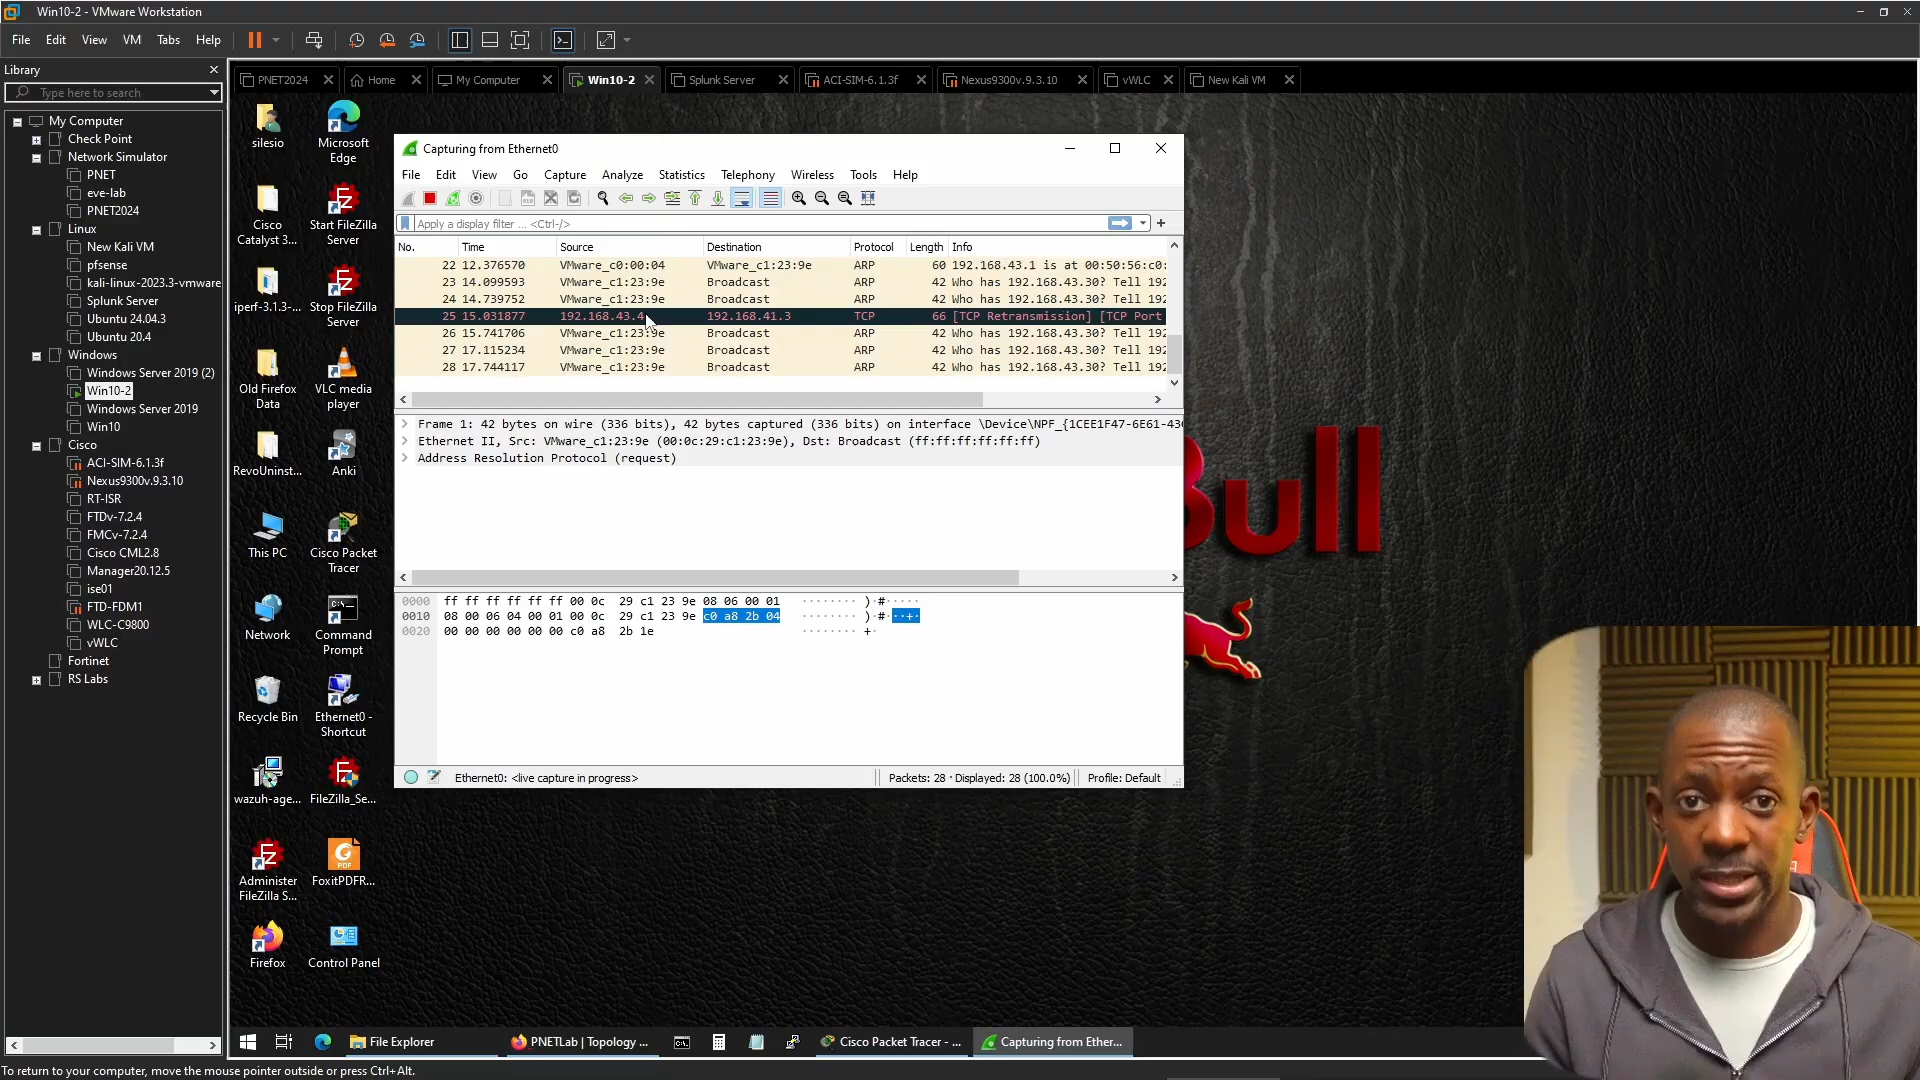 Win10-2 - VMware Workstation
File Edit View VM Tabs Help
Library
Type here to search
My Computer
Check Point
Network Simulator
PNET
eve-lab
PNET2024
Linux
New Kali VM
pfsense
kali-linux-2023.3-vmware
Splunk Server
Ubuntu 24.04.3
Ubuntu 20.4
Windows
Windows Server 2019 (2)
Win10-2
Windows Server 2019
Win10
Cisco
ACI-SIM-6.1.3f
Nexus9300v.9.3.10
RT-ISR
FTDv-7.2.4
FMCv-7.2.4
Cisco CML2.8
Manager20.12.5
ise01
FTD-FDM1
WLC-C9800
vWLC
Fortinet
RS Labs
PNET2024 Home My Computer Win10-2 Splunk Server ACI-SIM-6.1.3f Nexus9300v.9.3.10 vWLC New Kali VM
silesio
Microsoft
Edge
Cisco
Catalyst 3...
Start FileZilla
Server
iperf-3.1.3-...
Stop FileZilla
Server
Old Firefox
Data
VLC media
player
RevoUninst...
Anki
This PC
Cisco Packet
Tracer
Network
Command
Prompt
Recycle Bin
Ethernet0 -
Shortcut
wazuh-age...
FileZilla_Se...
Administer
FileZilla S...
FoxitPDFR...
Firefox
Control Panel
Capturing from Ethernet0
File Edit View Go Capture Analyze Statistics Telephony Wireless Tools Help
Apply a display filter ... <Ctrl-/>
No. Time Source Destination Protocol Length Info
22 12.376570 VMware_c0:00:04 VMware_c1:23:9e ARP 60 192.168.43.1 is at 00:50:56:c0:
23 14.099593 VMware_c1:23:9e Broadcast ARP 42 Who has 192.168.43.30? Tell 192
24 14.739752 VMware_c1:23:9e Broadcast ARP 42 Who has 192.168.43.30? Tell 192
25 15.031877 192.168.43.4 192.168.41.3 TCP 66 [TCP Retransmission] [TCP Port
26 15.741706 VMware_c1:23:9e Broadcast ARP 42 Who has 192.168.43.30? Tell 192
27 17.115234 VMware_c1:23:9e Broadcast ARP 42 Who has 192.168.43.30? Tell 192
28 17.744117 VMware_c1:23:9e Broadcast ARP 42 Who has 192.168.43.30? Tell 192
Frame 1: 42 bytes on wire (336 bits), 42 bytes captured (336 bits) on interface \Device\NPF_{1CEE1F47-6E61-43
Ethernet II, Src: VMware_c1:23:9e (00:0c:29:c1:23:9e), Dst: Broadcast (ff:ff:ff:ff:ff:ff)
Address Resolution Protocol (request)
0000 ff ff ff ff ff ff 00 0c 29 c1 23 9e 08 06 00 01 ········ )·#·····
0010 08 00 06 04 00 01 00 0c 29 c1 23 9e c0 a8 2b 04 ········ )·#···+·
0020 00 00 00 00 00 00 c0 a8 2b 1e ········ +·
Ethernet0: <live capture in progress>
Packets: 28 · Displayed: 28 (100.0%)
Profile: Default
Bull
File Explorer
PNETLab | Topology ...
Cisco Packet Tracer - ...
Capturing from Ether...
To return to your computer, move the mouse pointer outside or press Ctrl+Alt.